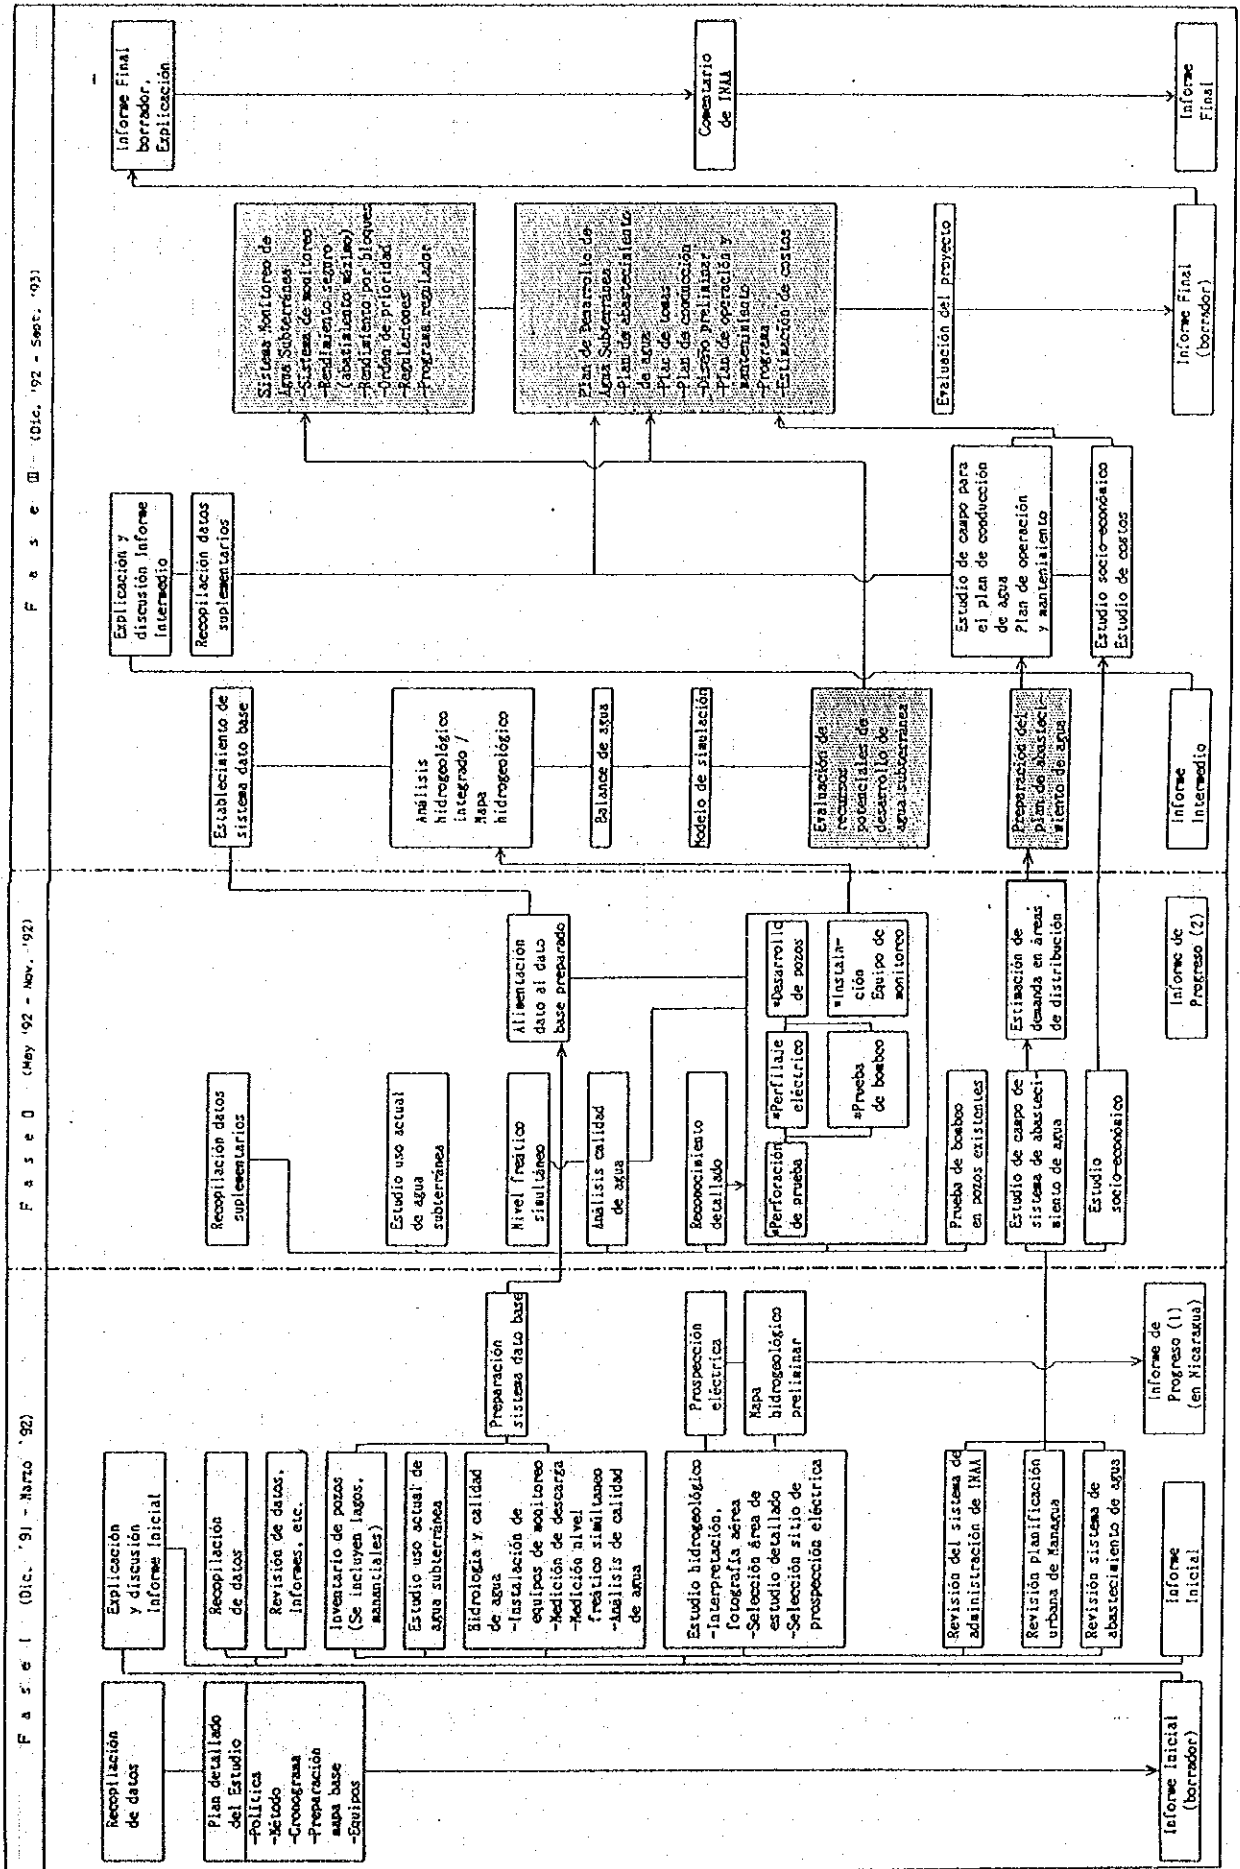 F a s e I (Dic. '91 - Marzo '92)
Recopilación
de datos
Plan detallado
del Estudio
-Política
-Método
-Cronograma
-Preparación
mapa base
-Equipos
Informe Inicial
(borrador)
Explicación
y discusión
Informe Inicial
Recopilación
de datos
Revisión de datos,
Informes, etc.
Inventario de pozos
(Se incluyen lagos,
manantiales)
Estudio uso actual de
agua subterránea
Hidrología y calidad
de agua
-Instalación de
equipos de monitoreo
-Medición de descarga
-Medición nivel
freático simultaneo
-Análisis de calidad
de agua
Estudio hidrogeológico
-Interpretación,
fotografía aérea
-Selección área de
estudio detallado
-Selección sitio de
prospección eléctrica
Revisión del sistema de
administración de INAA
Revisión planificación
urbana de Managua
Revisión sistema de
abastecimiento de agua
Informe
Inicial
Preparación
sistema dato base
Prospección
eléctrica
Mapa
hidrogeológico
preliminar
Informe de
Progreso (1)
(en Nicaragua)
F a s e II (May '92 - Nov. '92)
Recopilación datos
suplementarios
Estudio uso actual
de agua
subterránea
Nivel freático
simultáneo
Análisis calidad
de agua
Reconocimiento
detallado
*Perforación
de prueba
*Perfilaje
eléctrico
*Prueba
de bombeo
*Desarrollo
de pozos
*Instala-
ción
Equipo de
monitoreo
Prueba de bombeo
en pozos existentes
Estudio de campo de
sistema de abasteci-
miento de agua
Estudio
socio-económico
Alimentación
dato al dato
base preparado
Estimación de
demanda en áreas
de distribución
Informe de
Progreso (2)
F a s e III (Dic. '92 - Sept. '93)
Establecimiento de
sistema dato base
Análisis
hidrogeológico
integrado /
Mapa
hidrogeológico
Balance de agua
Modelo de simulación
Evaluación de
recursos
potenciales de
desarrollo de
agua subterránea
Preparación del
plan de abasteci-
miento de agua
Informe
Intermedio
Explicación y
discusión Informe
Intermedio
Recopilación datos
suplementarios
Estudio de campo para
el plan de conducción
de agua
Plan de operación
y mantenimiento
Estudio socio-económico
Estudio de costos
Sistema Monitoreo de
Agua Subterránea
-Sistema de monitoreo
-Rendimiento seguro
(abatimiento máximo)
-Rendimiento por bloques
-Orden de prioridad
-Regulaciones
-Programa regulador
Plan de Desarrollo de
Agua Subterránea
-Plan de abastecimiento
de agua
-Plan de tomas
-Plan de conducción
-Diseño preliminar
-Plan de operación y
mantenimiento
-Programa
-Estimación de costos
Evaluación del proyecto
Informe Final
(borrador)
Informe Final
borrador,
Explicación
Comentario
de INAA
Informe
Final